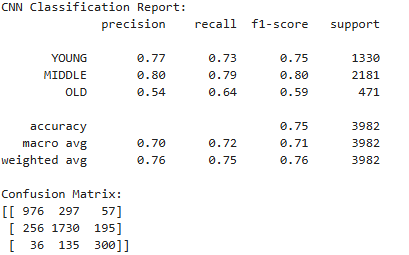 CNN Classification Report:
precision recall f1-score support
YOUNG 0.77 0.73 0.75 1330
MIDDLE 0.80 0.79 0.80 2181
OLD 0.54 0.64 0.59 471
accuracy 0.75 3982
macro avg 0.70 0.72 0.71 3982
weighted avg 0.76 0.75 0.76 3982
Confusion Matrix:
[[ 976 297 57]
[ 256 1730 195]
[ 36 135 300]]